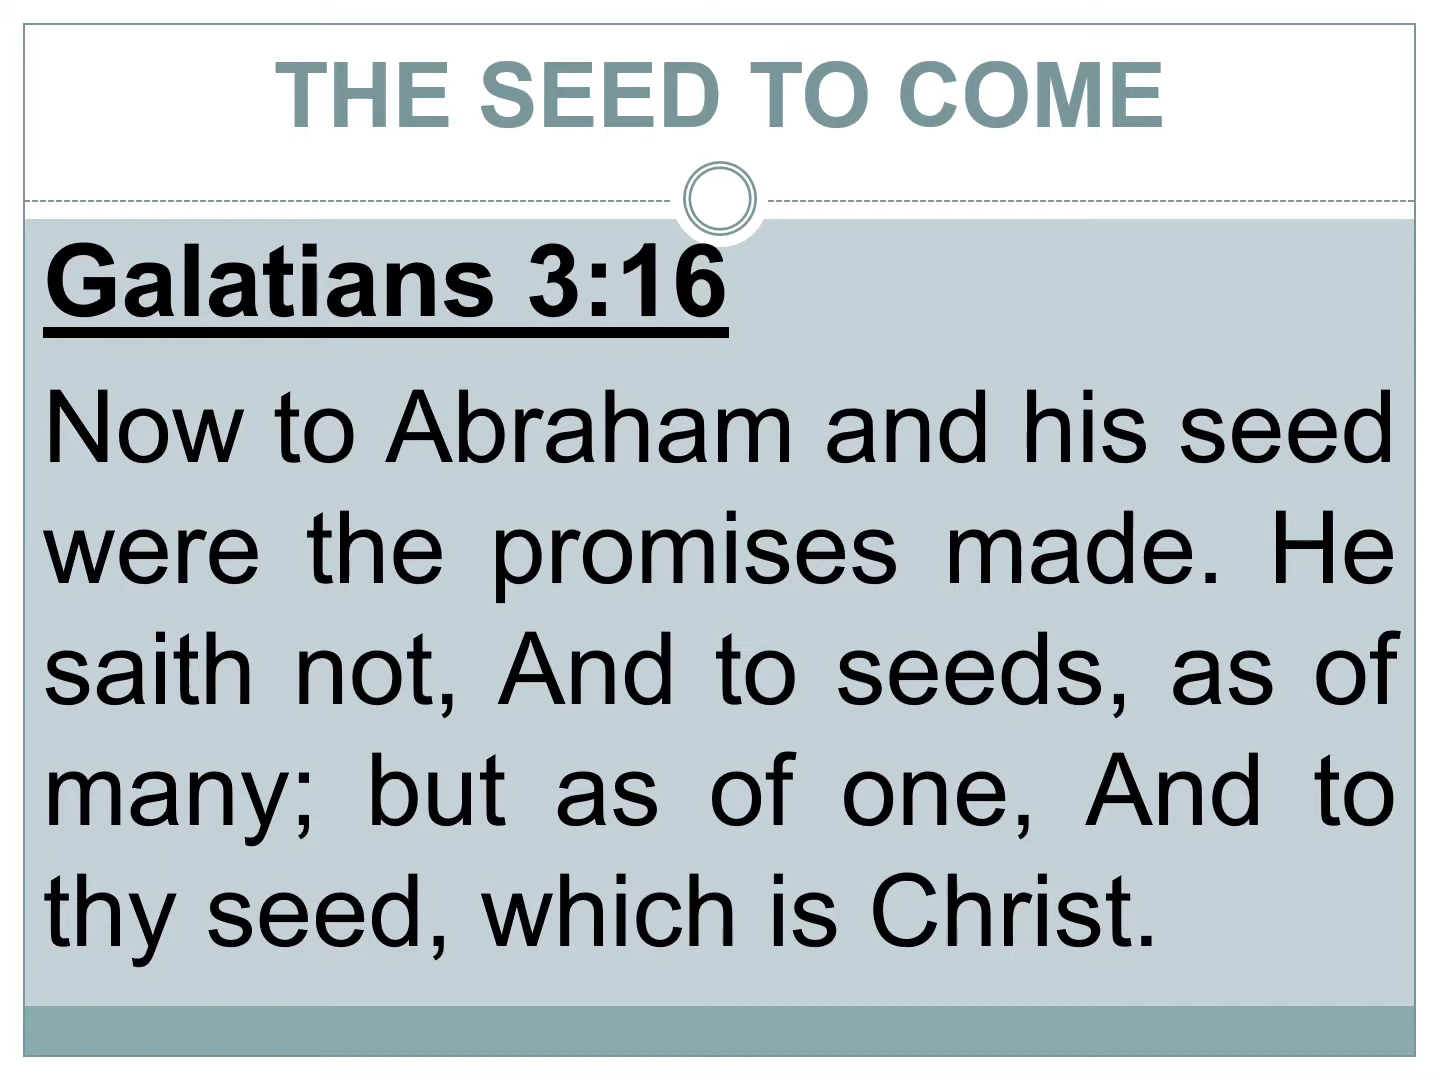 THE SEED TO COME
Galatians 3:16
Now to Abraham and his seed
were the promises made. He
saith not, And to seeds, as of
many; but as of one, And to
thy seed, which is Christ.